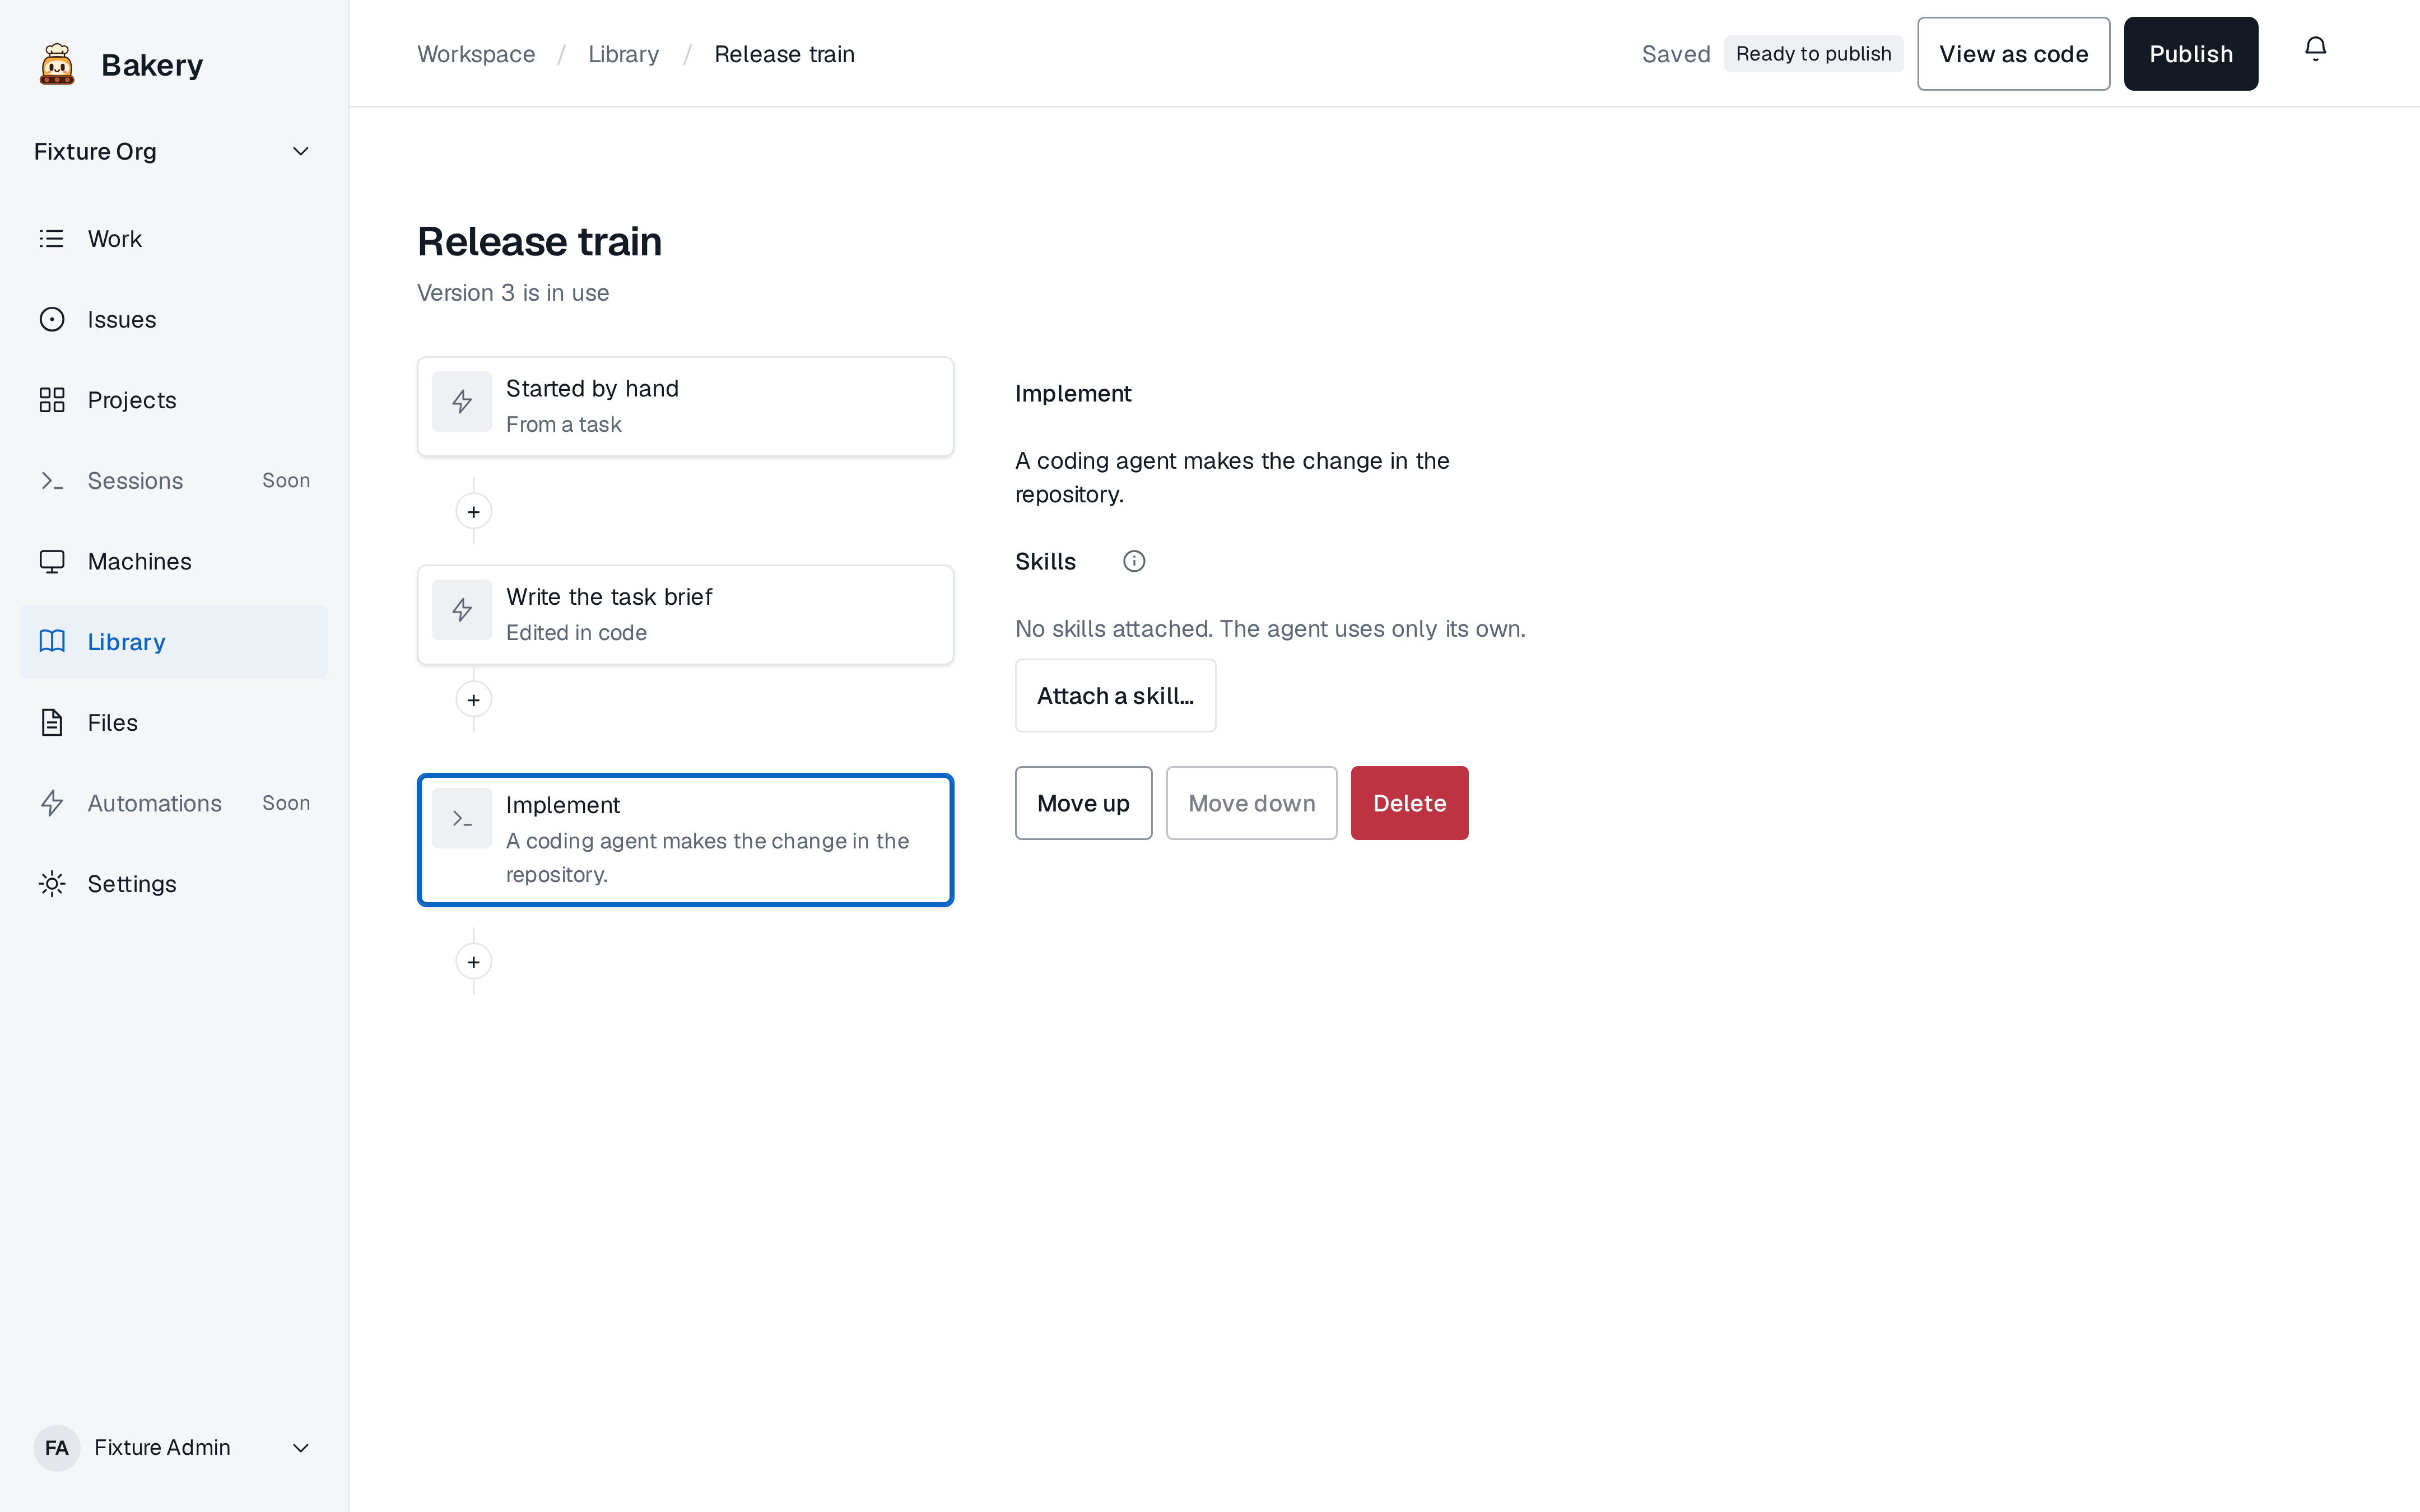 Bakery
Fixture Org
Work
Issues
Projects
Sessions Soon
Machines
Library
Files
Automations Soon
Settings
FA Fixture Admin
Workspace / Library / Release train
Saved Ready to publish View as code Publish
Release train
Version 3 is in use
Started by hand
From a task
+
Write the task brief
Edited in code
+
Implement
A coding agent makes the change in the
repository.
+
Implement
A coding agent makes the change in the
repository.
Skills
No skills attached. The agent uses only its own.
Attach a skill...
Move up Move down Delete